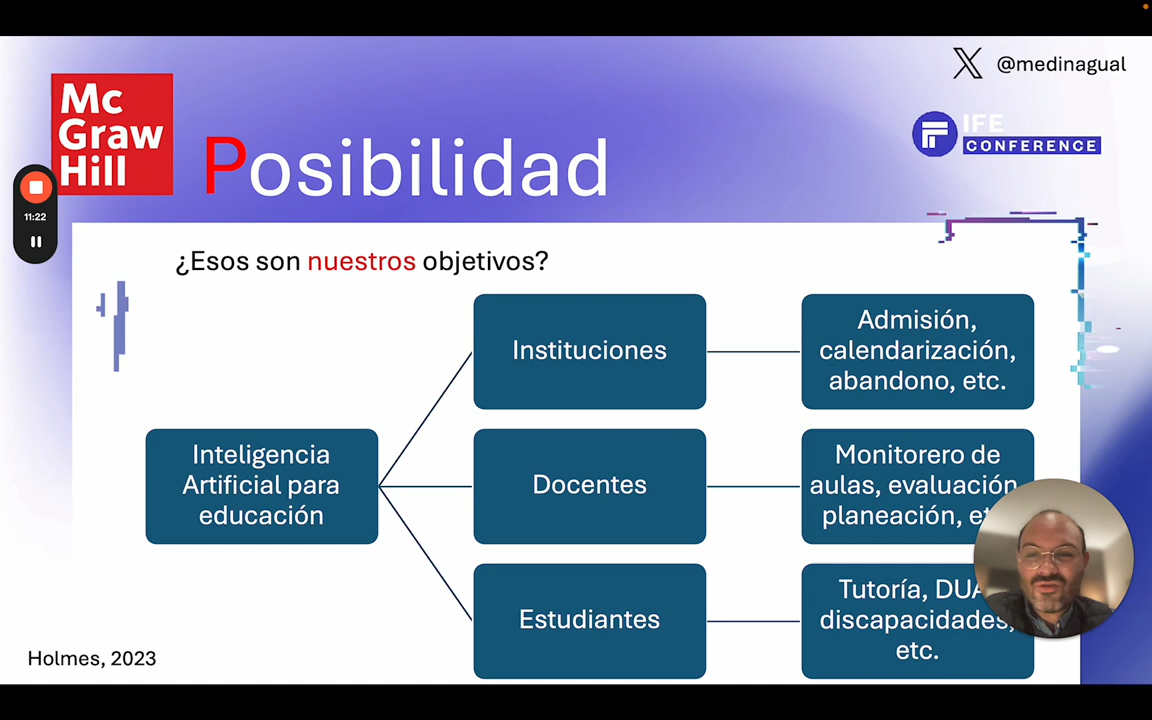 @medinagual
Mc
Graw
Hill
IFE
CONFERENCE
Posibilidad
11:22
¿Esos son nuestros objetivos?
Instituciones
Admisión,
calendarización,
abandono, etc.
Inteligencia
Artificial para
educación
Docentes
Monitorero de
aulas, evaluación
planeación,
Estudiantes
Tutoría,
discapacidades,
etc.
Holmes, 2023